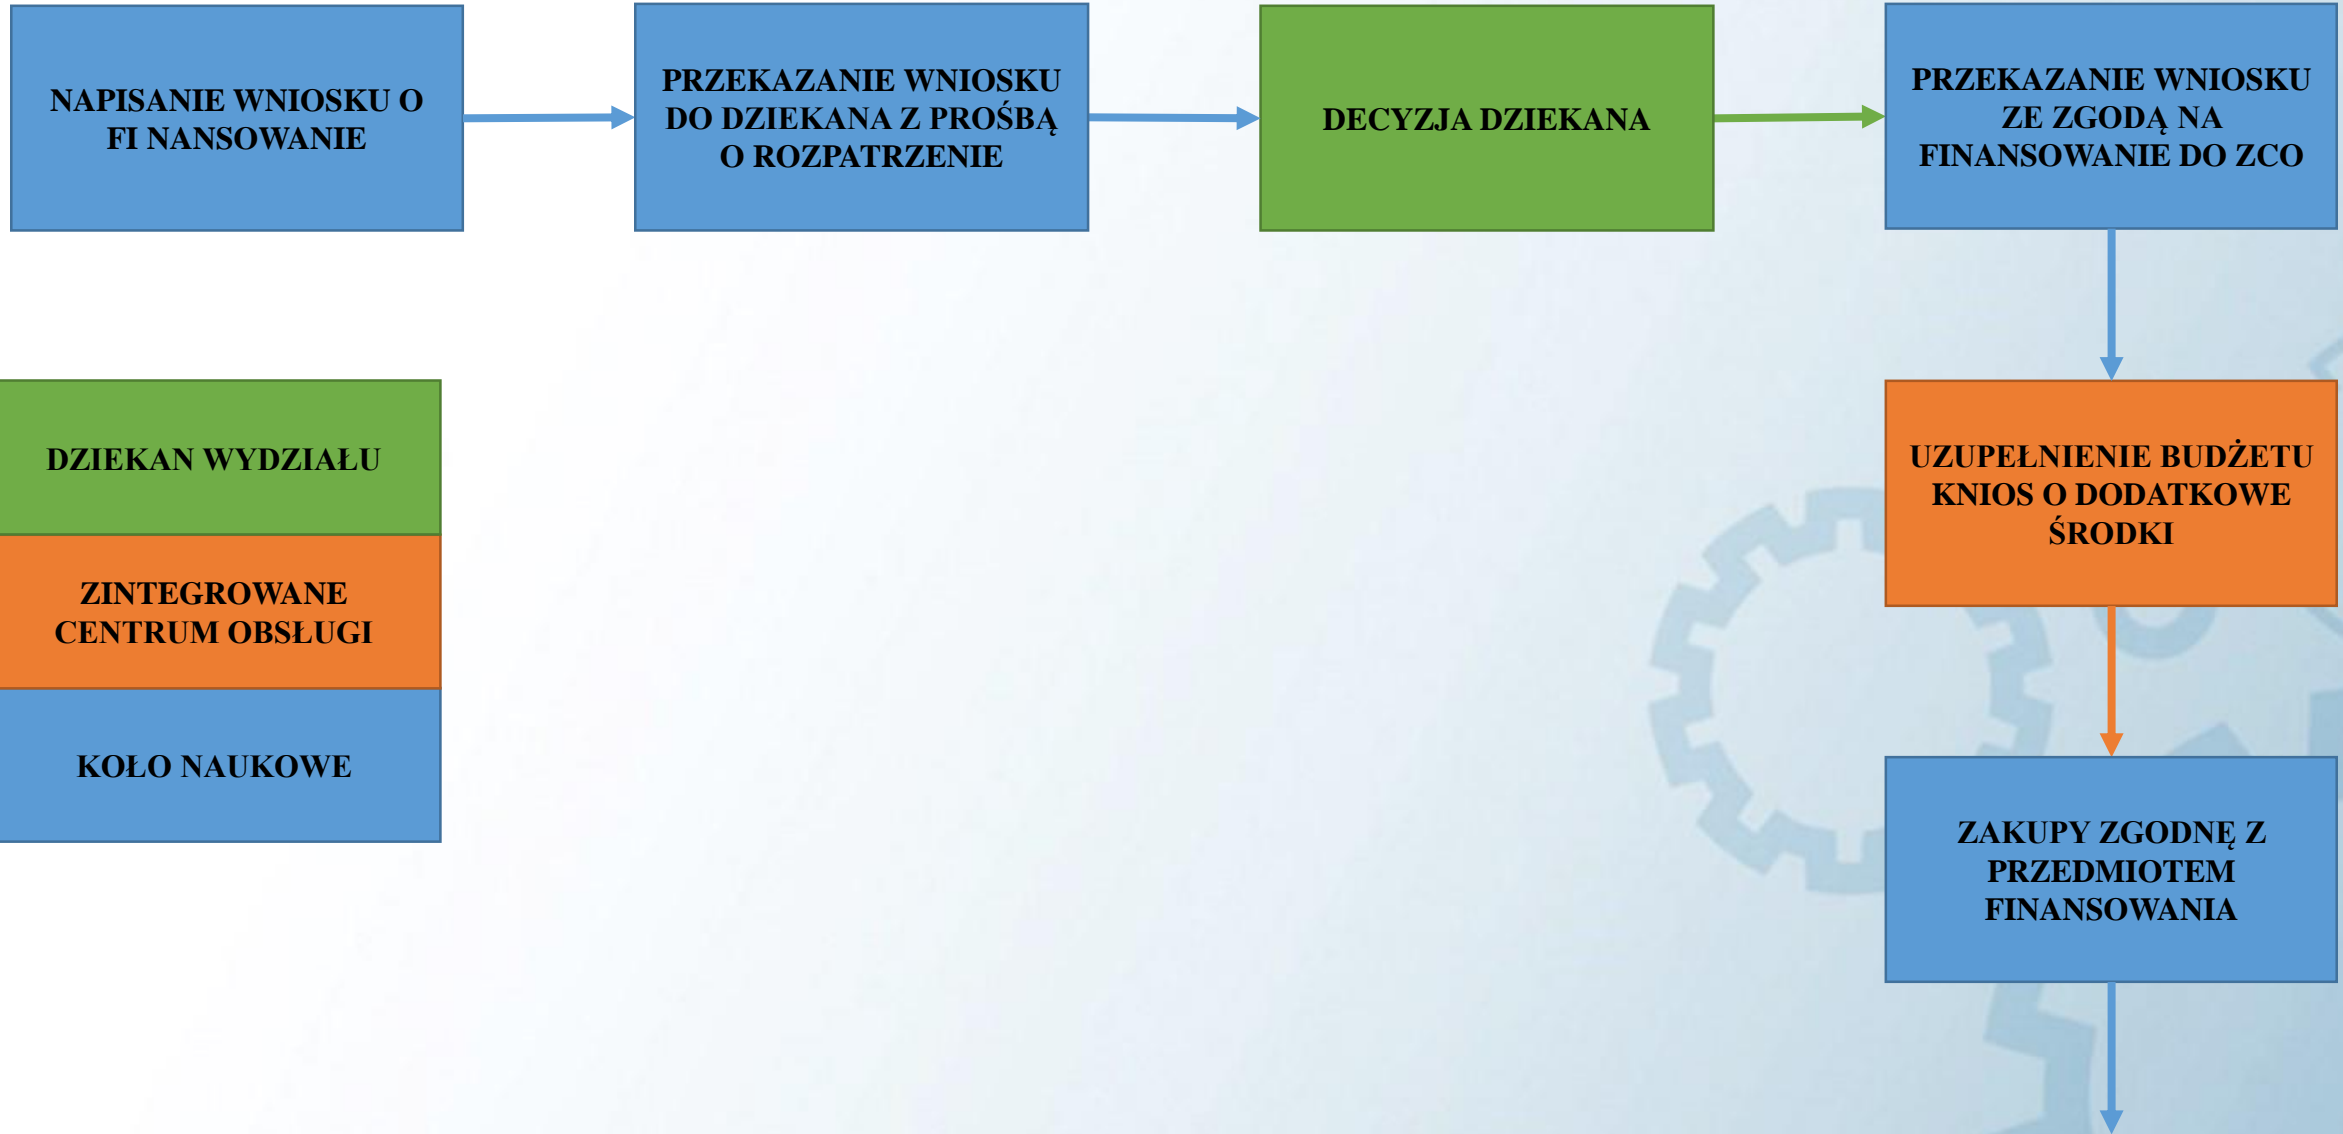 NAPISANIE WNIOSKU O
FI NANSOWANIE
PRZEKAZANIE WNIOSKU
DO DZIEKANA Z PROŚBĄ
O ROZPATRZENIE
DECYZJA DZIEKANA
PRZEKAZANIE WNIOSKU
ZE ZGODĄ NA
FINANSOWANIE DO ZCO
DZIEKAN WYDZIAŁU
ZINTEGROWANE
CENTRUM OBSŁUGI
KOŁO NAUKOWE
UZUPEŁNIENIE BUDŻETU
KNIOS O DODATKOWE
ŚRODKI
ZAKUPY ZGODNĘ Z
PRZEDMIOTEM
FINANSOWANIA